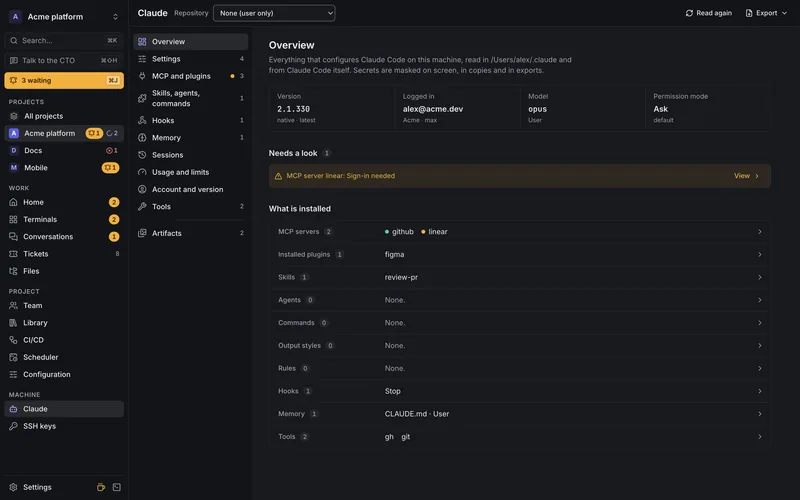 A Acme platform
Search... ⌘K
Talk to the CTO ⌘⇧H
3 waiting ⌘J
PROJECTS
All projects
A Acme platform 1 2
D Docs 1
M Mobile 1
WORK
Home 2
Terminals 2
Conversations 1
Tickets 8
Files
PROJECT
Team
Library
CI/CD
Scheduler
Configuration
MACHINE
Claude
SSH keys
Settings
Claude Repository None (user only) Read again Export
Overview
Settings 4
MCP and plugins 3
Skills, agents, commands 1
Hooks 1
Memory 1
Sessions
Usage and limits
Account and version
Tools 2
Artifacts 2
Overview
Everything that configures Claude Code on this machine, read in /Users/alex/.claude and
from Claude Code itself. Secrets are masked on screen, in copies and in exports.
Version
2.1.330
native · latest
Logged in
alex@acme.dev
Acme · max
Model
opus
User
Permission mode
Ask
default
Needs a look 1
MCP server linear: Sign-in needed View
What is installed
MCP servers 2 github linear
Installed plugins 1 figma
Skills 1 review-pr
Agents 0 None.
Commands 0 None.
Output styles 0 None.
Rules 0 None.
Hooks 1 Stop
Memory 1 CLAUDE.md · User
Tools 2 gh git